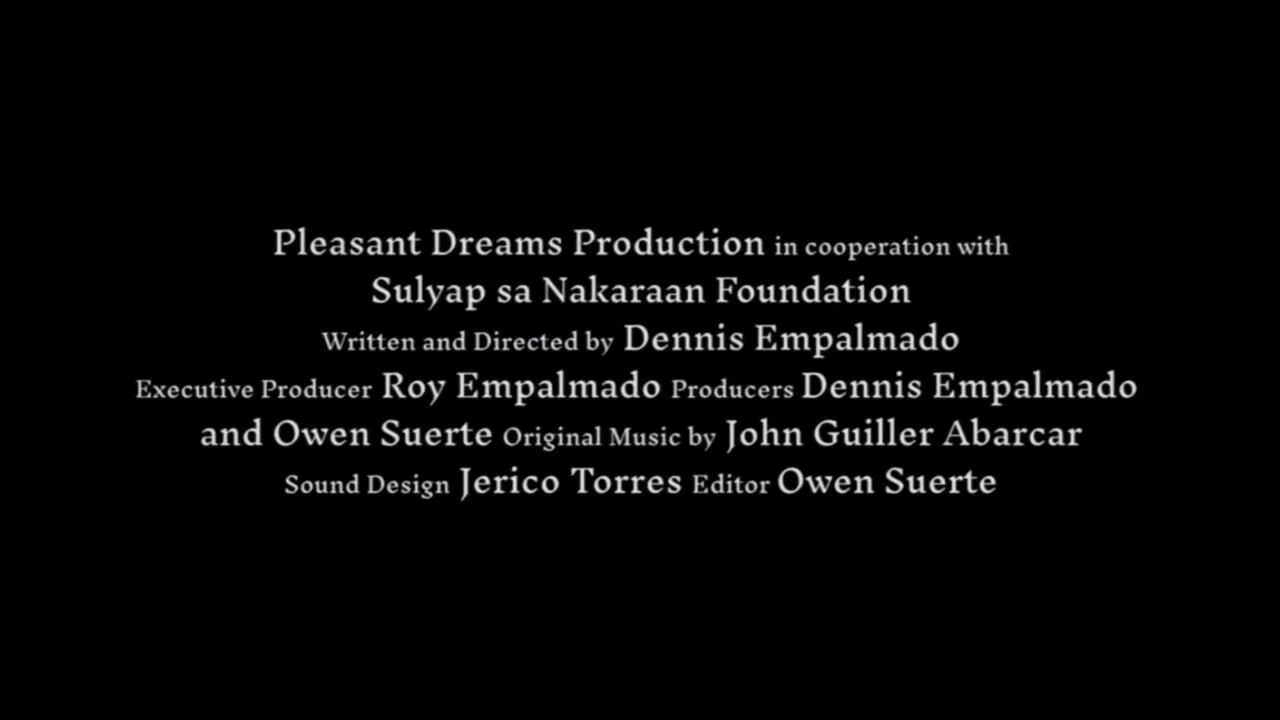 Pleasant Dreams Production in cooperation with
Sulyap sa Nakaraan Foundation
Written and Directed by Dennis Empalmado
Executive Producer Roy Empalmado Producers Dennis Empalmado
and Owen Suerte Original Music by John Guiller Abarcar
Sound Design Jerico Torres Editor Owen Suerte